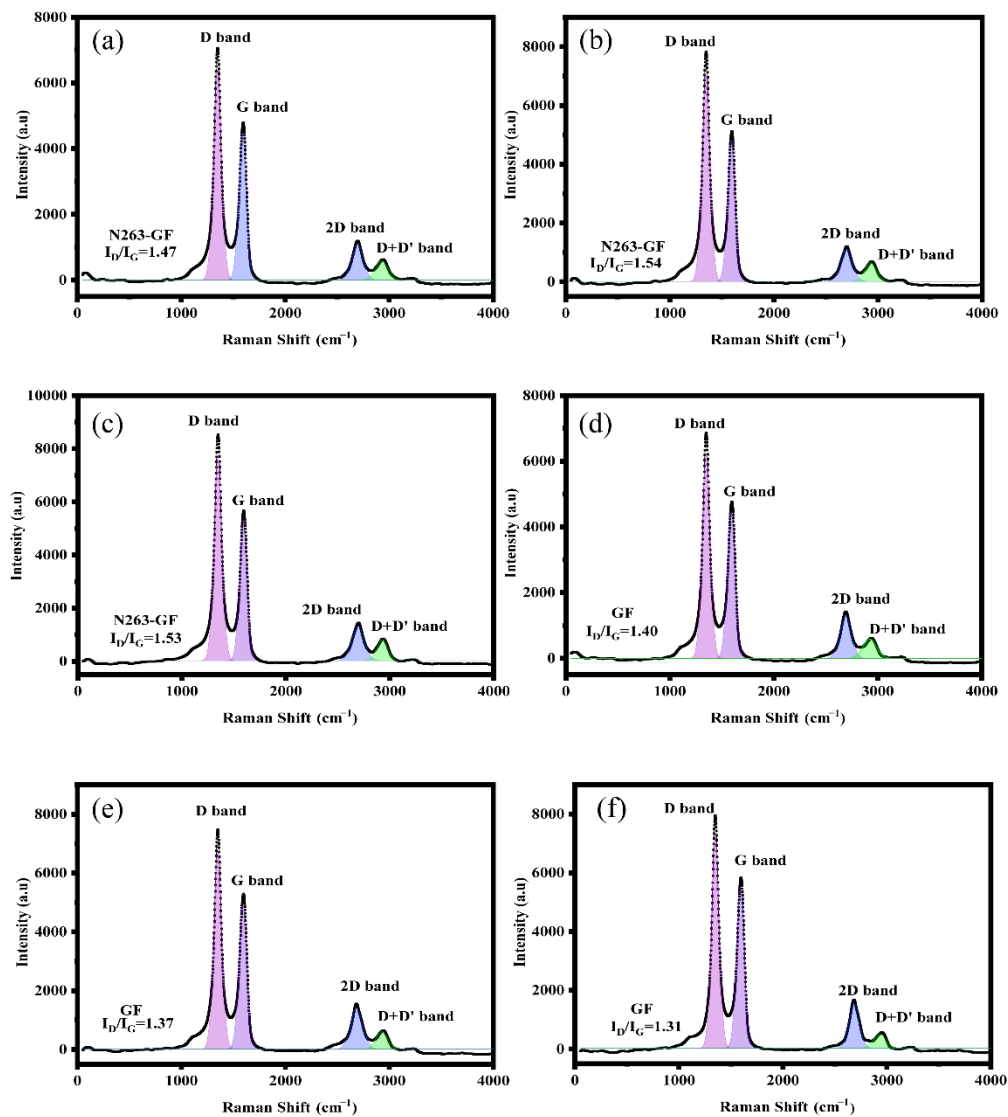 (a)
D band
G band
2D band
D+D' band
N263-GF
I_D/I_G=1.47
Intensity (a.u)
8000
6000
4000
2000
0
0
1000
2000
3000
4000
Raman Shift (cm⁻¹)
(b)
D band
G band
2D band
D+D' band
N263-GF
I_D/I_G=1.54
Intensity (a.u)
8000
6000
4000
2000
0
0
1000
2000
3000
4000
Raman Shift (cm⁻¹)
(c)
D band
G band
2D band
D+D' band
N263-GF
I_D/I_G=1.53
Intensity (a.u)
10000
8000
6000
4000
2000
0
0
1000
2000
3000
4000
Raman Shift (cm⁻¹)
(d)
D band
G band
2D band
D+D' band
GF
I_D/I_G=1.40
Intensity (a.u)
8000
6000
4000
2000
0
0
1000
2000
3000
4000
Raman Shift (cm⁻¹)
(e)
D band
G band
2D band
D+D' band
GF
I_D/I_G=1.37
Intensity (a.u)
8000
6000
4000
2000
0
0
1000
2000
3000
4000
Raman Shift (cm⁻¹)
(f)
D band
G band
2D band
D+D' band
GF
I_D/I_G=1.31
Intensity (a.u)
8000
6000
4000
2000
0
0
1000
2000
3000
4000
Raman Shift (cm⁻¹)